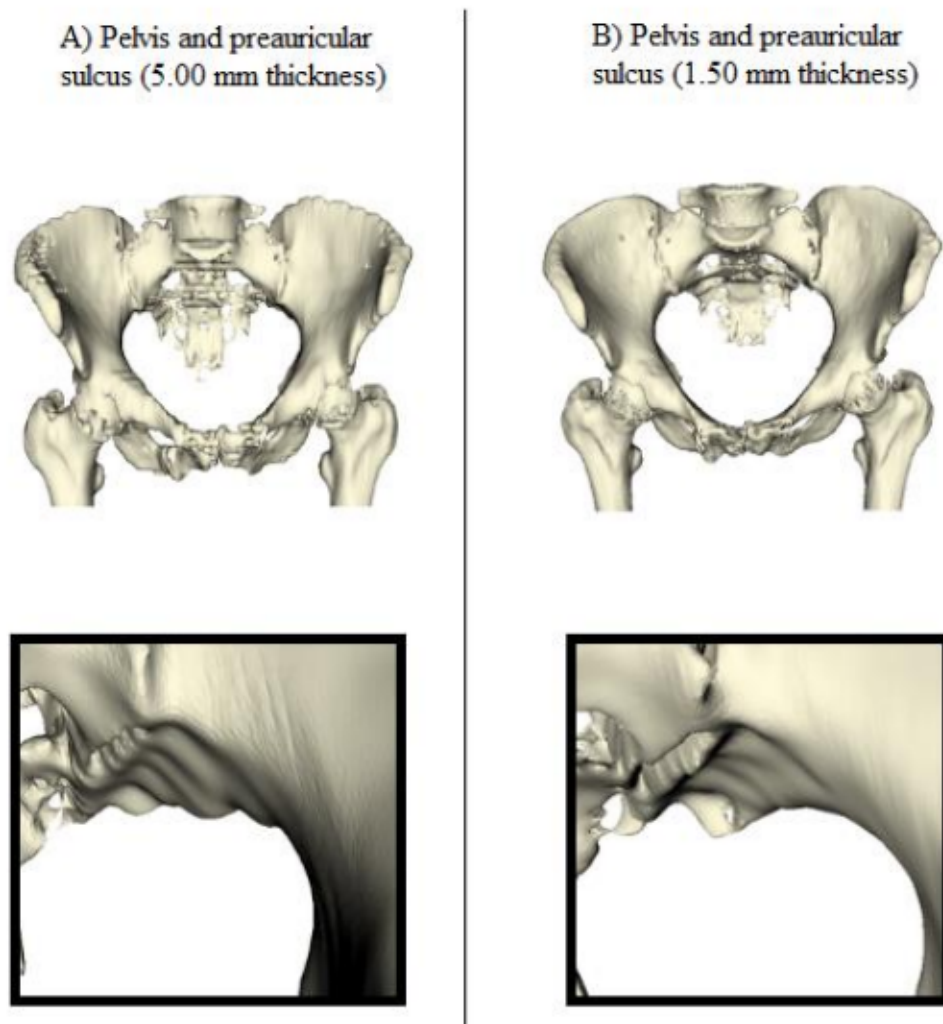 A) Pelvis and preauricular
sulcus (5.00 mm thickness)
B) Pelvis and preauricular
sulcus (1.50 mm thickness)